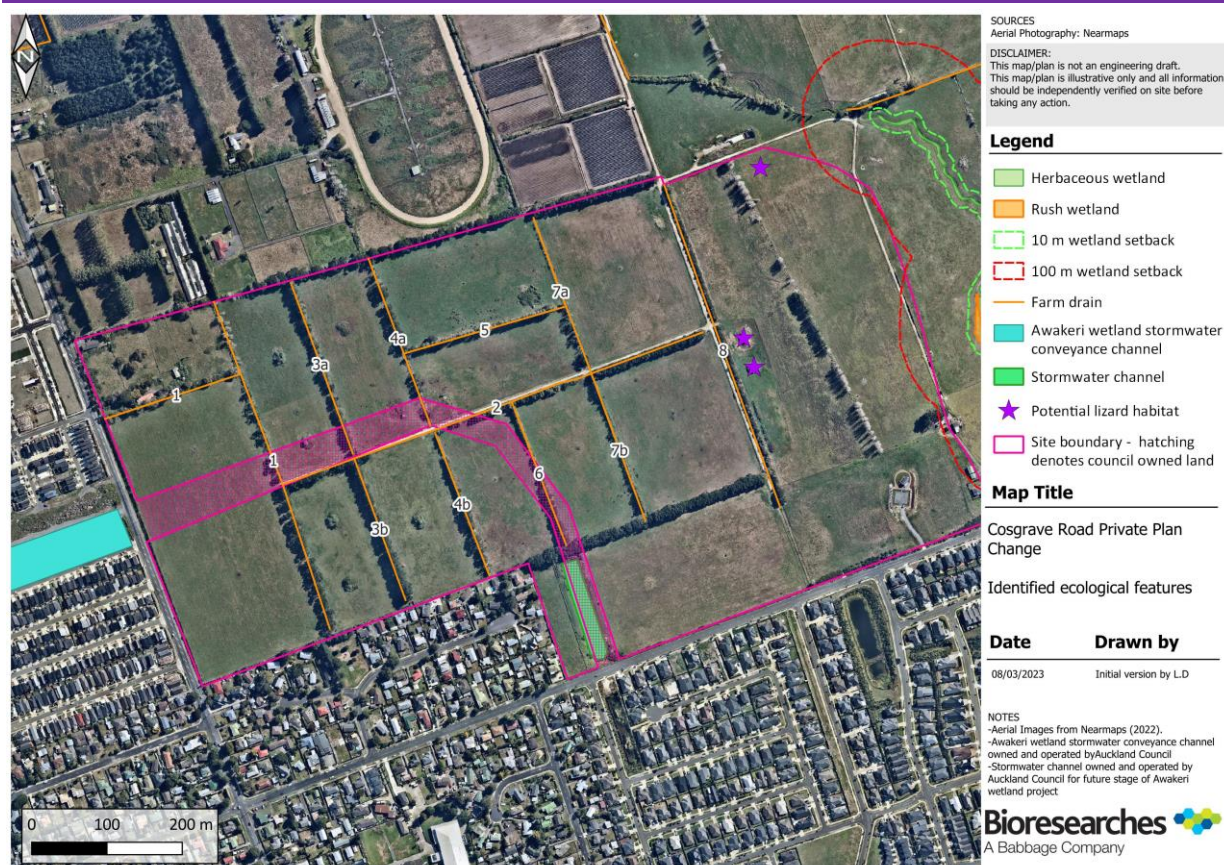 SOURCES
Aerial Photography: Nearmaps
DISCLAIMER:
This map/plan is not an engineering draft.
This map/plan is illustrative only and all information
should be independently verified on site before
taking any action.
Legend
Herbaceous wetland
Rush wetland
10 m wetland setback
100 m wetland setback
Farm drain
Awakeri wetland stormwater
conveyance channel
Stormwater channel
Potential lizard habitat
Site boundary - hatching
denotes council owned land
Map Title
Cosgrave Road Private Plan
Change
Identified ecological features
Date Drawn by
08/03/2023 Initial version by L.D
NOTES
-Aerial Images from Nearmaps (2022).
-Awakeri wetland stormwater conveyance channel
owned and operated byAuckland Council
-Stormwater channel owned and operated by
Auckland Council for future stage of Awakeri
wetland project
Bioresearches
A Babbage Company
N
7a
5
4a
3a
8
1
2
1
6
7b
4b
3b
0 100 200 m